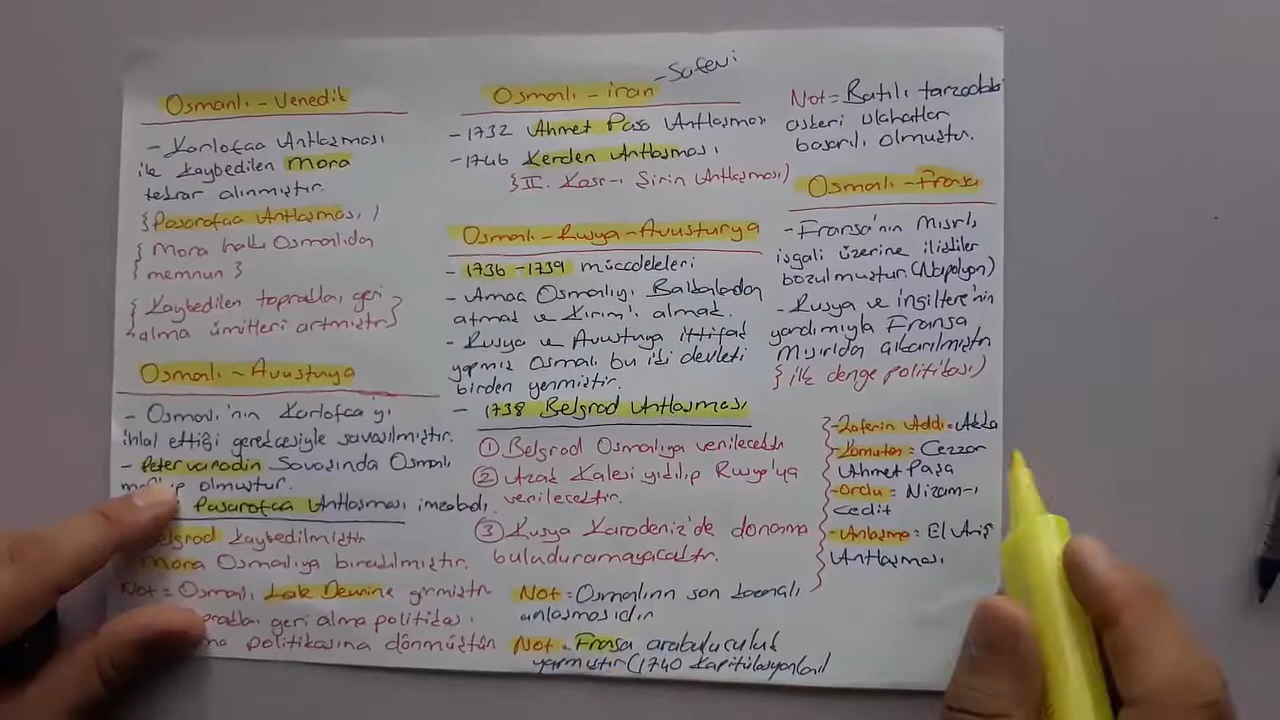 Osmanlı - Venedik
- Karlofça Antlaşması
ile kaybedilen Mora
tekrar alınmıştır.
{Pasarofça Antlaşması)
{ Mora halkı Osmanlıdan
{ memnun }
{ Kaybedilen toprakları geri
alma ümitleri artmıştır }
Osmanlı - Avusturya
- Osmanlı'nın Karlofça'yı
ihlal ettiği gerekçesiyle savaşılmıştır.
- Petervaradin Savaşında Osmanlı
olmuştur.
Pasarofça Antlaşması imzaladı.
Belgrad kaybedilmiştir
Mora Osmanlıya bırakılmıştır.
Not = Osmanlı Lale Devrine girmiştir
geri alma politikası
politikasına dönmüştür
Osmanlı - İran - Safevi
- 1732 Ahmet Paşa Antlaşması
- 1746 Kerden Antlaşması
{II. Kasr-ı Şirin Antlaşması)
Osmanlı - Rusya - Avusturya
- 1736 - 1739 mücadeleleri
- Amaç Osmanlıyı Balkalardan
atmak ve Kırım'ı almak.
- Rusya ve Avusturya ittifak
yapmış Osmanlı bu iki devleti
birden yenmiştir.
- 1738 Belgrad Antlaşması
① Belgrad Osmanlıya verilecektir
② Azak Kalesi yıkılıp Rusya'ya
verilecektir.
③ Rusya Karadeniz'de donanma
bulunduramayacaktır.
Not: Osmanlının son kazançlı
anlaşmasıdır
Not = Fransa arabuluculuk
yapmıştır (1740 Kapitülasyonları)
Not = Batılı tarzdaki
askeri ıslahatlar
başarılı olmuştur.
Osmanlı - Fransa
- Fransa'nın Mısır'ı
işgali üzerine ilişkiler
bozulmuştur. (Napolyon)
- Rusya ve İngiltere'nin
yardımıyla Fransa
Mısırdan çıkarılmıştır
{ ilk denge politikası)
- Zaferin Adı = Akka
- Komutan = Cezzar
Ahmet Paşa
- Ordu = Nizam-ı
Cedit
- Anlaşma = El Ariş
Antlaşması